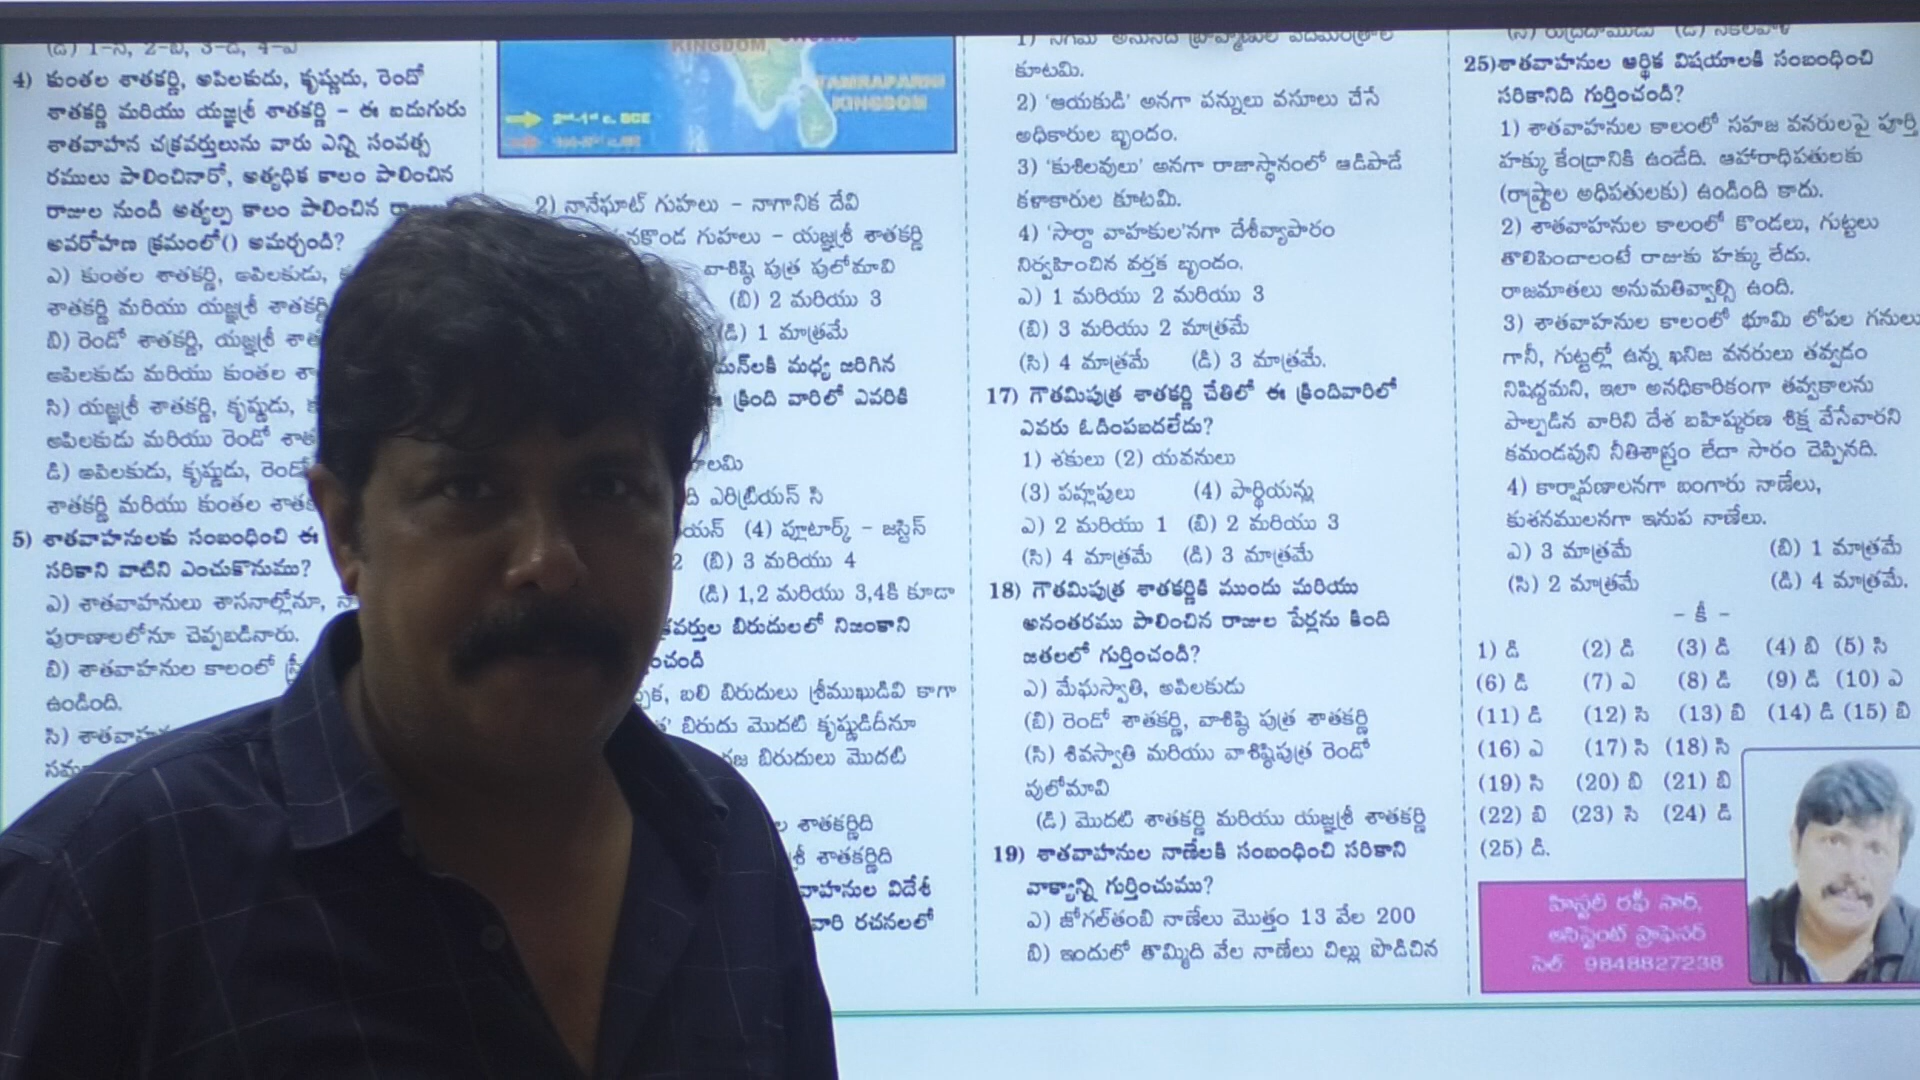 (డి) 1-సి, 2-బి, 3-డి, 4-ఎ
4) కుంతల శాతకర్ణి, అపిలకుడు, కృష్ణుడు, రెండో
శాతకర్ణి మరియు యజ్ఞశ్రీ శాతకర్ణి - ఈ ఐదుగురు
శాతవాహన చక్రవర్తులును వారు ఎన్ని సంవత్స
రములు పాలించినారో, అత్యధిక కాలం పాలించిన
రాజుల నుండి అత్యల్ప కాలం పాలించిన
అవరోహణ క్రమంలో() అమర్చండి?
ఎ) కుంతల శాతకర్ణి, అపిలకుడు,
శాతకర్ణి మరియు యజ్ఞశ్రీ శాతకర్ణి
బి) రెండో శాతకర్ణి, యజ్ఞశ్రీ
అపిలకుడు మరియు కుంతల
సి) యజ్ఞశ్రీ శాతకర్ణి, కృష్ణుడు,
అపిలకుడు మరియు రెండో
డి) అపిలకుడు, కృష్ణుడు, రెండో
శాతకర్ణి మరియు కుంతల
5) శాతవాహనులకు సంబంధించి ఈ
సరికాని వాటిని ఎంచుకొనుము?
ఎ) శాతవాహనులు శాసనాల్లోనూ,
పురాణాలలోనూ చెప్పబడినారు.
బి) శాతవాహనుల కాలంలో
ఉండింది.
సి)
KINGDOM
TAMRAPARNI
KINGDOM
2nd-1st c. BCE
2) నానేఘాట్ గుహలు - నాగానిక దేవి
గుహలు - యజ్ఞశ్రీ శాతకర్ణి
వాశిష్ఠి పుత్ర పులోమావి
(బి) 2 మరియు 3
(డి) 1 మాత్రమే
మధ్య జరిగిన
క్రింది వారిలో ఎవరికి
ఎరిత్రియన్ సి
(4) ప్లూటార్క్ - జస్టిన్
2 (బి) 3 మరియు 4
(డి) 1,2 మరియు 3,4కి కూడా
బిరుదులలో నిజంకాని
బలి బిరుదులు శ్రీముఖుడివి కాగా
బిరుదు మొదటి కృష్ణుడిదీనూ
బిరుదులు మొదటి
శాతకర్ణిది
శాతకర్ణిది
విదేశీ
వారి రచనలలో
1) నిగమ అనునది బ్రాహ్మణుల
కూటమి.
2) 'ఆయకుడి' అనగా పన్నులు వసూలు చేసే
అధికారుల బృందం.
3) 'కుశిలవులు' అనగా రాజాస్థానంలో ఆడిపాడే
కళాకారుల కూటమి.
4) 'సార్థా వాహకుల'నగా దేశీవ్యాపారం
నిర్వహించిన వర్తక బృందం.
ఎ) 1 మరియు 2 మరియు 3
(బి) 3 మరియు 2 మాత్రమే
(సి) 4 మాత్రమే (డి) 3 మాత్రమే.
17) గౌతమిపుత్ర శాతకర్ణి చేతిలో ఈ క్రిందివారిలో
ఎవరు ఓడింపబడలేదు?
1) శకులు (2) యవనులు
(3) పహ్లవులు (4) పార్థియన్లు
ఎ) 2 మరియు 1 (బి) 2 మరియు 3
(సి) 4 మాత్రమే (డి) 3 మాత్రమే
18) గౌతమిపుత్ర శాతకర్ణికి ముందు మరియు
అనంతరము పాలించిన రాజుల పేర్లను కింది
జతలలో గుర్తించండి?
ఎ) మేఘస్వాతి, అపిలకుడు
(బి) రెండో శాతకర్ణి, వాశిష్ఠి పుత్ర శాతకర్ణి
(సి) శివస్వాతి మరియు వాశిష్ఠిపుత్ర రెండో
పులోమావి
(డి) మొదటి శాతకర్ణి మరియు యజ్ఞశ్రీ శాతకర్ణి
19) శాతవాహనుల నాణేలకి సంబంధించి సరికాని
వాక్యాన్ని గుర్తించుము?
ఎ) జోగల్‌తంబి నాణేలు మొత్తం 13 వేల 200
బి) ఇందులో తొమ్మిది వేల నాణేలు చిల్లు పొడిచిన
(సి) రుద్రదాముడు (డి)
25)శాతవాహనుల ఆర్థిక విషయాలకి సంబంధించి
సరికానిది గుర్తించండి?
1) శాతవాహనుల కాలంలో సహజ వనరులపై పూర్తి
హక్కు కేంద్రానికి ఉండేది. ఆహారాధిపతులకు
(రాష్ట్రాల అధిపతులకు) ఉండింది కాదు.
2) శాతవాహనుల కాలంలో కొండలు, గుట్టలు
తొలిపించాలంటే రాజుకు హక్కు లేదు.
రాజమాతలు అనుమతివ్వాల్సి ఉంది.
3) శాతవాహనుల కాలంలో భూమి లోపల గనులు
గానీ, గుట్టల్లో ఉన్న ఖనిజ వనరులు తవ్వడం
నిషిద్ధమని, ఇలా అనధికారికంగా తవ్వకాలను
పాల్పడిన వారిని దేశ బహిష్కరణ శిక్ష వేసేవారని
కమండవుని నీతిశాస్త్రం లేదా సారం చెప్పినది.
4) కార్షాపణాలనగా బంగారు నాణేలు,
కుశనములనగా ఇనుప నాణేలు.
ఎ) 3 మాత్రమే (బి) 1 మాత్రమే
(సి) 2 మాత్రమే (డి) 4 మాత్రమే.
- కీ -
1) డి (2) డి (3) డి (4) బి (5) సి
(6) డి (7) ఎ (8) డి (9) డి (10) ఎ
(11) డి (12) సి (13) బి (14) డి (15) బి
(16) ఎ (17) సి (18) సి
(19) సి (20) బి (21) బి
(22) బి (23) సి (24) డి
(25) డి.
హిస్టరీ రఫీ సార్,
అసిస్టెంట్ ప్రొఫెసర్
సెల్ 9848827238